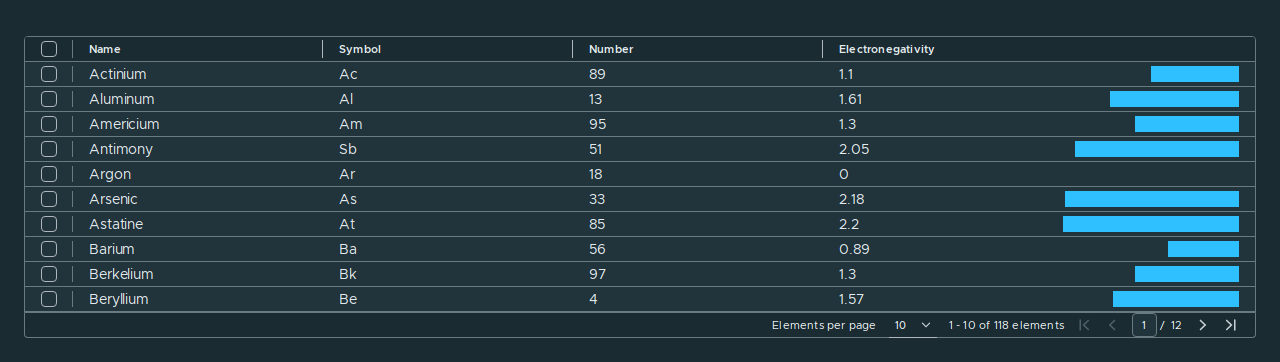 Name Symbol Number Electronegativity
Actinium Ac 89 1.1
Aluminum Al 13 1.61
Americium Am 95 1.3
Antimony Sb 51 2.05
Argon Ar 18 0
Arsenic As 33 2.18
Astatine At 85 2.2
Barium Ba 56 0.89
Berkelium Bk 97 1.3
Beryllium Be 4 1.57
Elements per page 10 1 - 10 of 118 elements 1 / 12